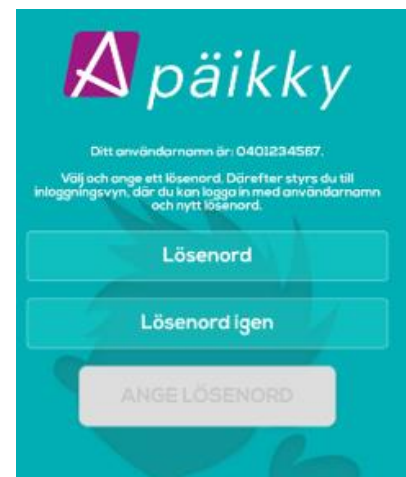 A päikky
Ditt användarnamn är: 0401234567.
Välj och ange ett lösenord. Därefter styrs du till
inloggningsvyn, där du kan logga in med användarnamn
och nytt lösenord.
Lösenord
Lösenord igen
ANGE LÖSENORD